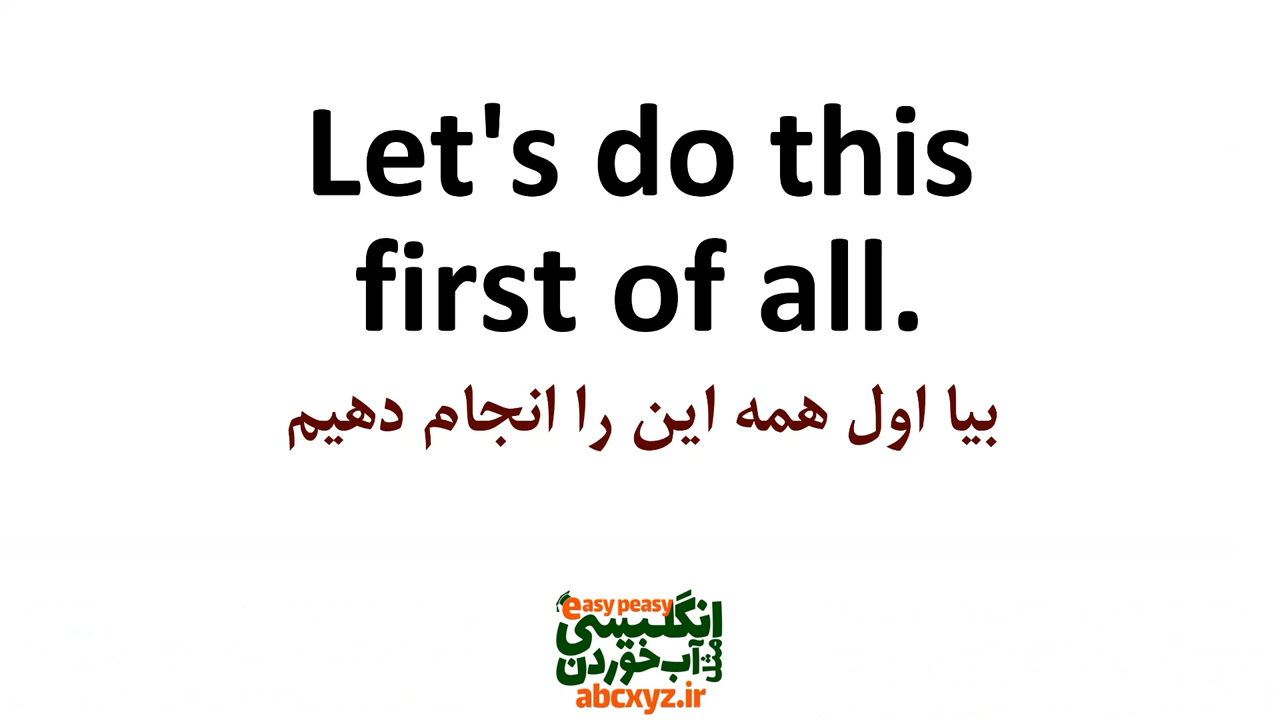 Let's do this
first of all.
بیا اول همه این را انجام دهیم
easy peasy
انگلیسی
مثل آب خوردن
abcxyz.ir